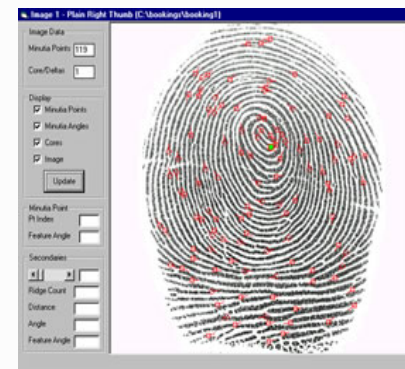 Image 1 - Plain Right Thumb (C:\bookings\booking1)
Image Data
Minutia Points 119
Core/Deltas 1
Display
Minutia Points
Minutia Angles
Cores
Image
Update
Minutia Point
Pt Index
Feature Angle
Secondaries
Ridge Count
Distance
Angle
Feature Angle